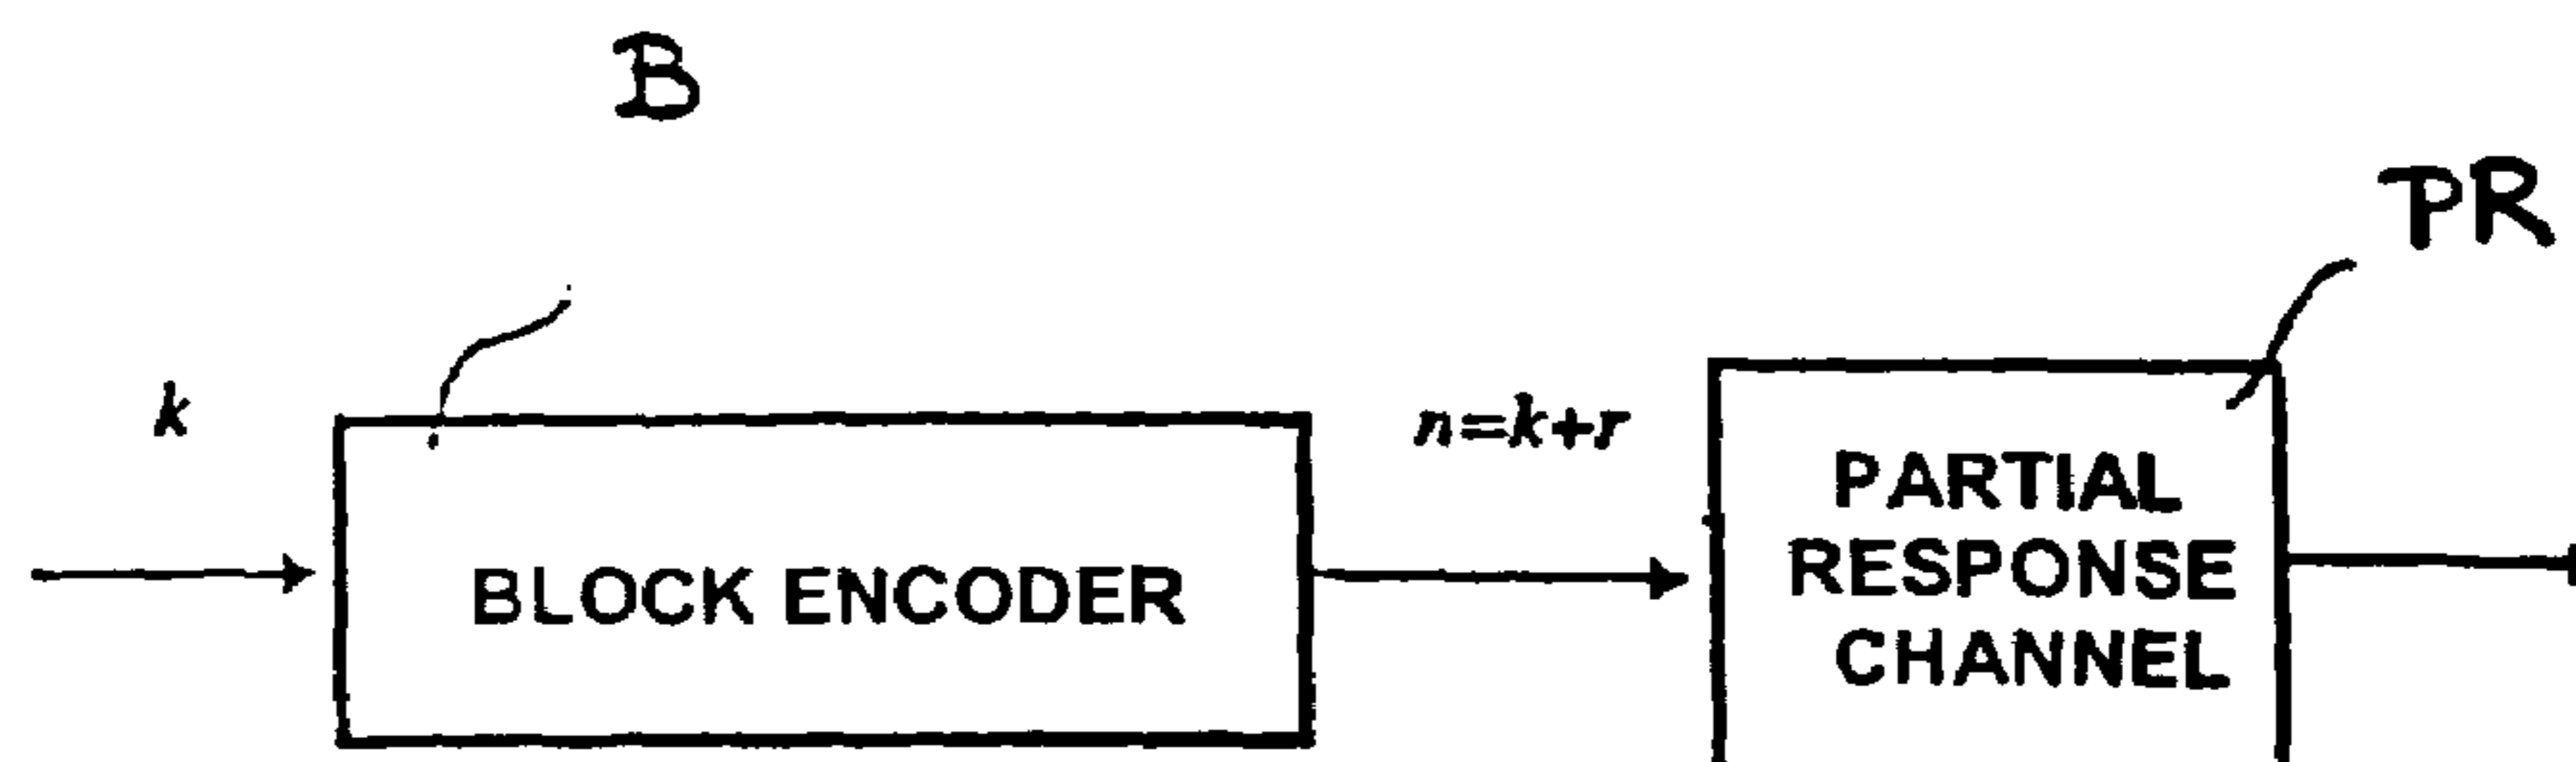 B
PR
k
n=k+r
BLOCK ENCODER
PARTIAL
RESPONSE
CHANNEL